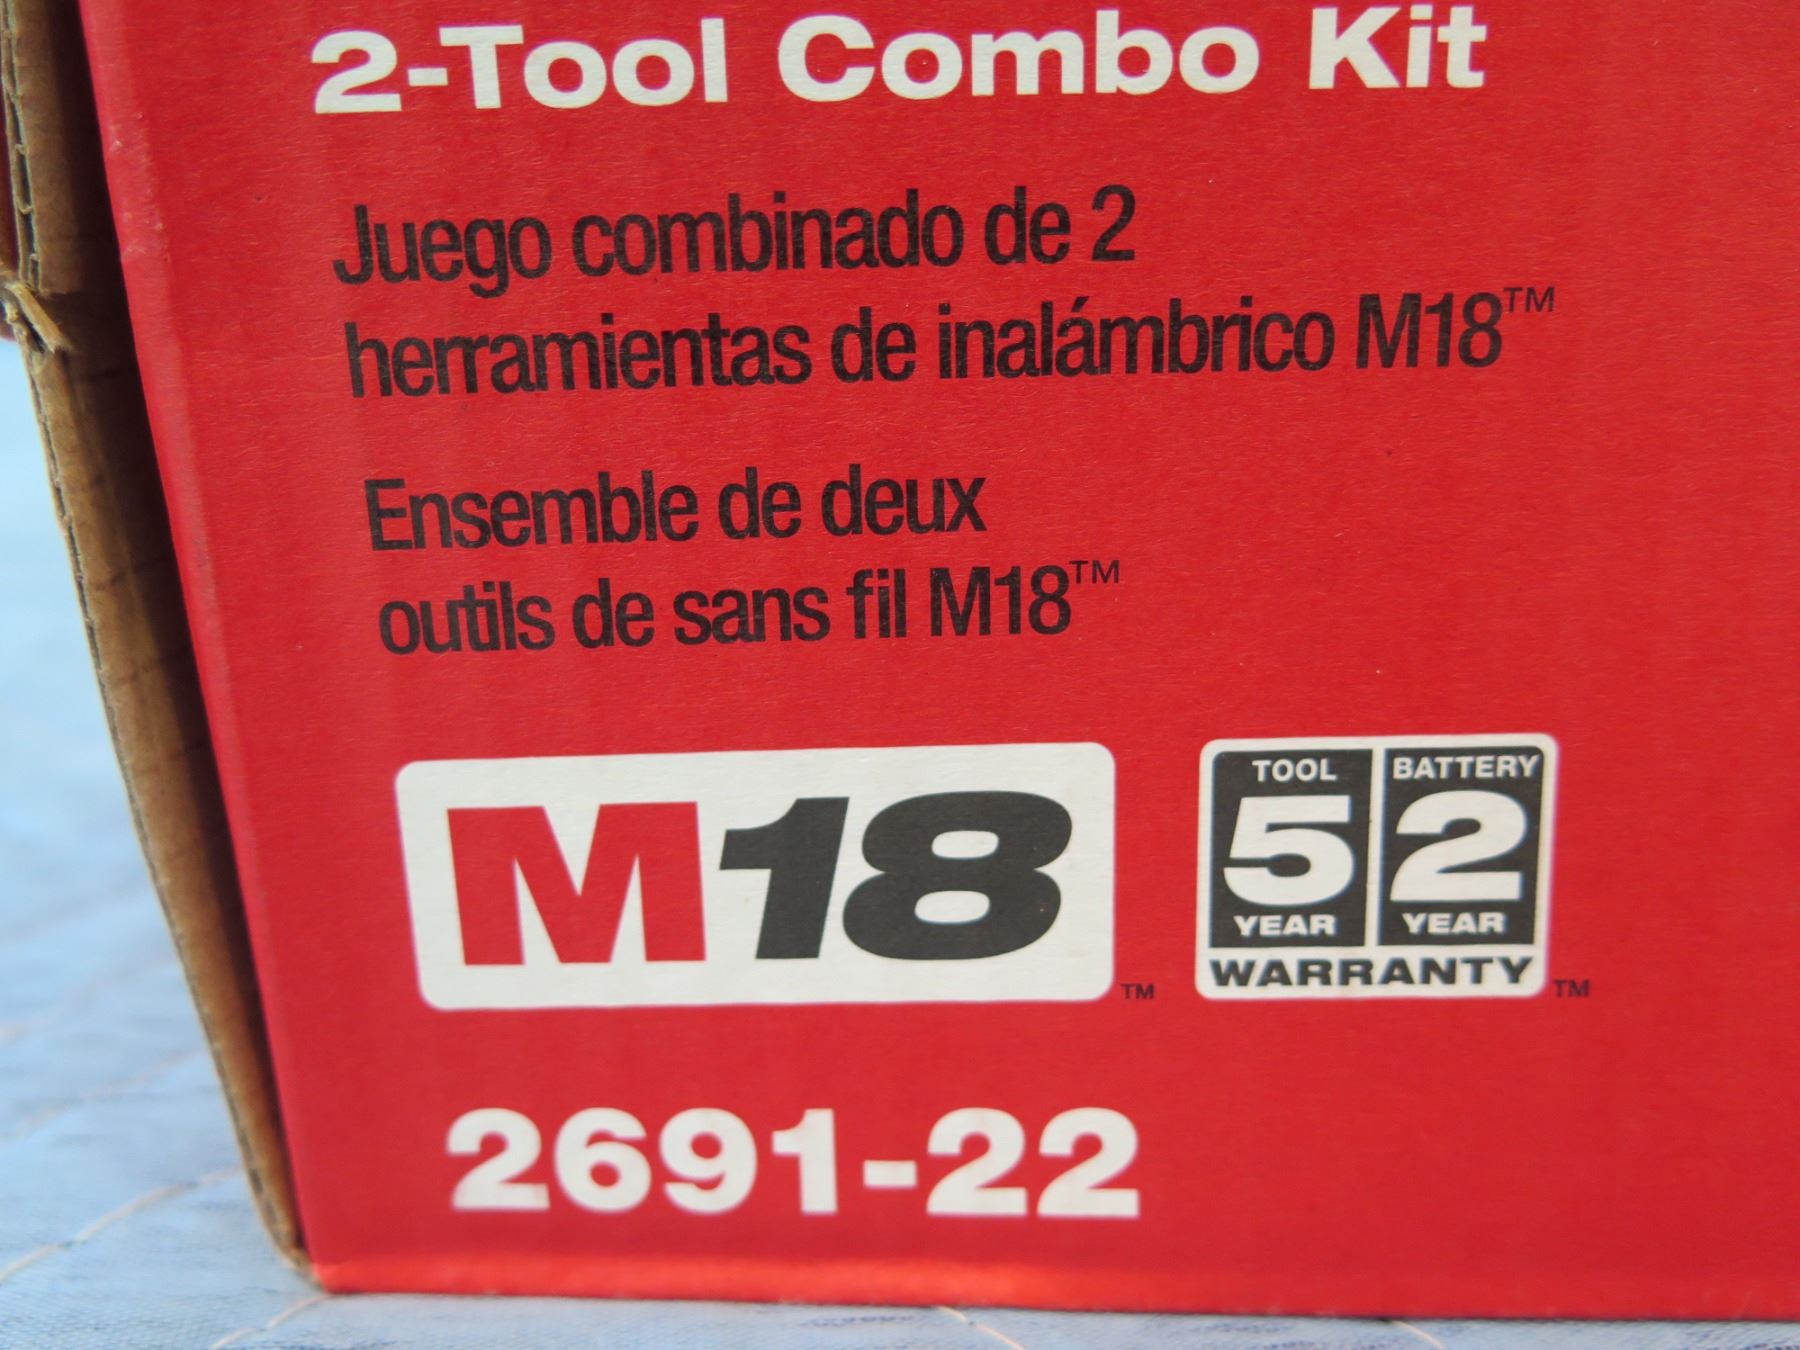 2-Tool Combo Kit
Juego combinado de 2
herramientas de inalámbrico M18™
Ensemble de deux
outils de sans fil M18™
M18™
TOOL
5
YEAR
BATTERY
2
YEAR
WARRANTY™
2691-22